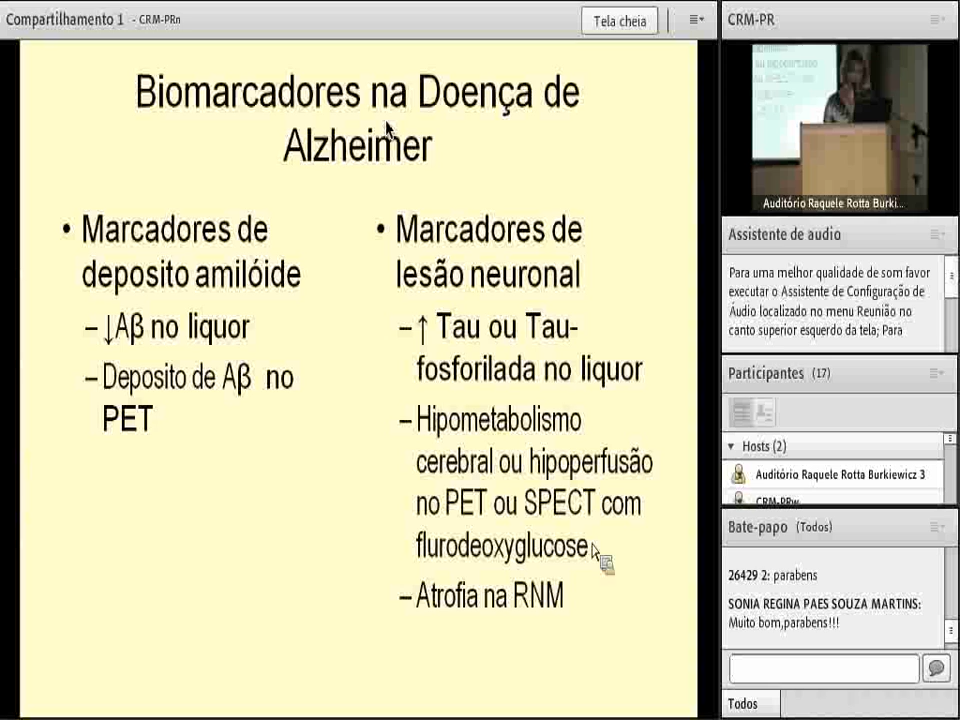 Compartilhamento 1 - CRM-PRn
Tela cheia
Biomarcadores na Doença de
Alzheimer
• Marcadores de
deposito amilóide
– ↓Aβ no liquor
– Deposito de Aβ no
PET
• Marcadores de
lesão neuronal
– ↑ Tau ou Tau-
fosforilada no liquor
– Hipometabolismo
cerebral ou hipoperfusão
no PET ou SPECT com
flurodeoxyglucose
– Atrofia na RNM
CRM-PR
Auditório Raquele Rotta Burki...
Assistente de audio
Para uma melhor qualidade de som favor
executar o Assistente de Configuração de
Áudio localizado no menu Reunião no
canto superior esquerdo da tela; Para
Participantes (17)
Hosts (2)
Auditório Raquele Rotta Burkiewicz 3
CRM-PRw
Bate-papo (Todos)
26429 2: parabens
SONIA REGINA PAES SOUZA MARTINS:
Muito bom,parabens!!!
Todos